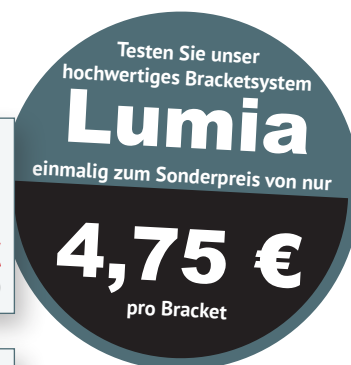 Testen Sie unser
hochwertiges Bracketsystem
Lumia
einmalig zum Sonderpreis von nur
4,75 €
pro Bracket